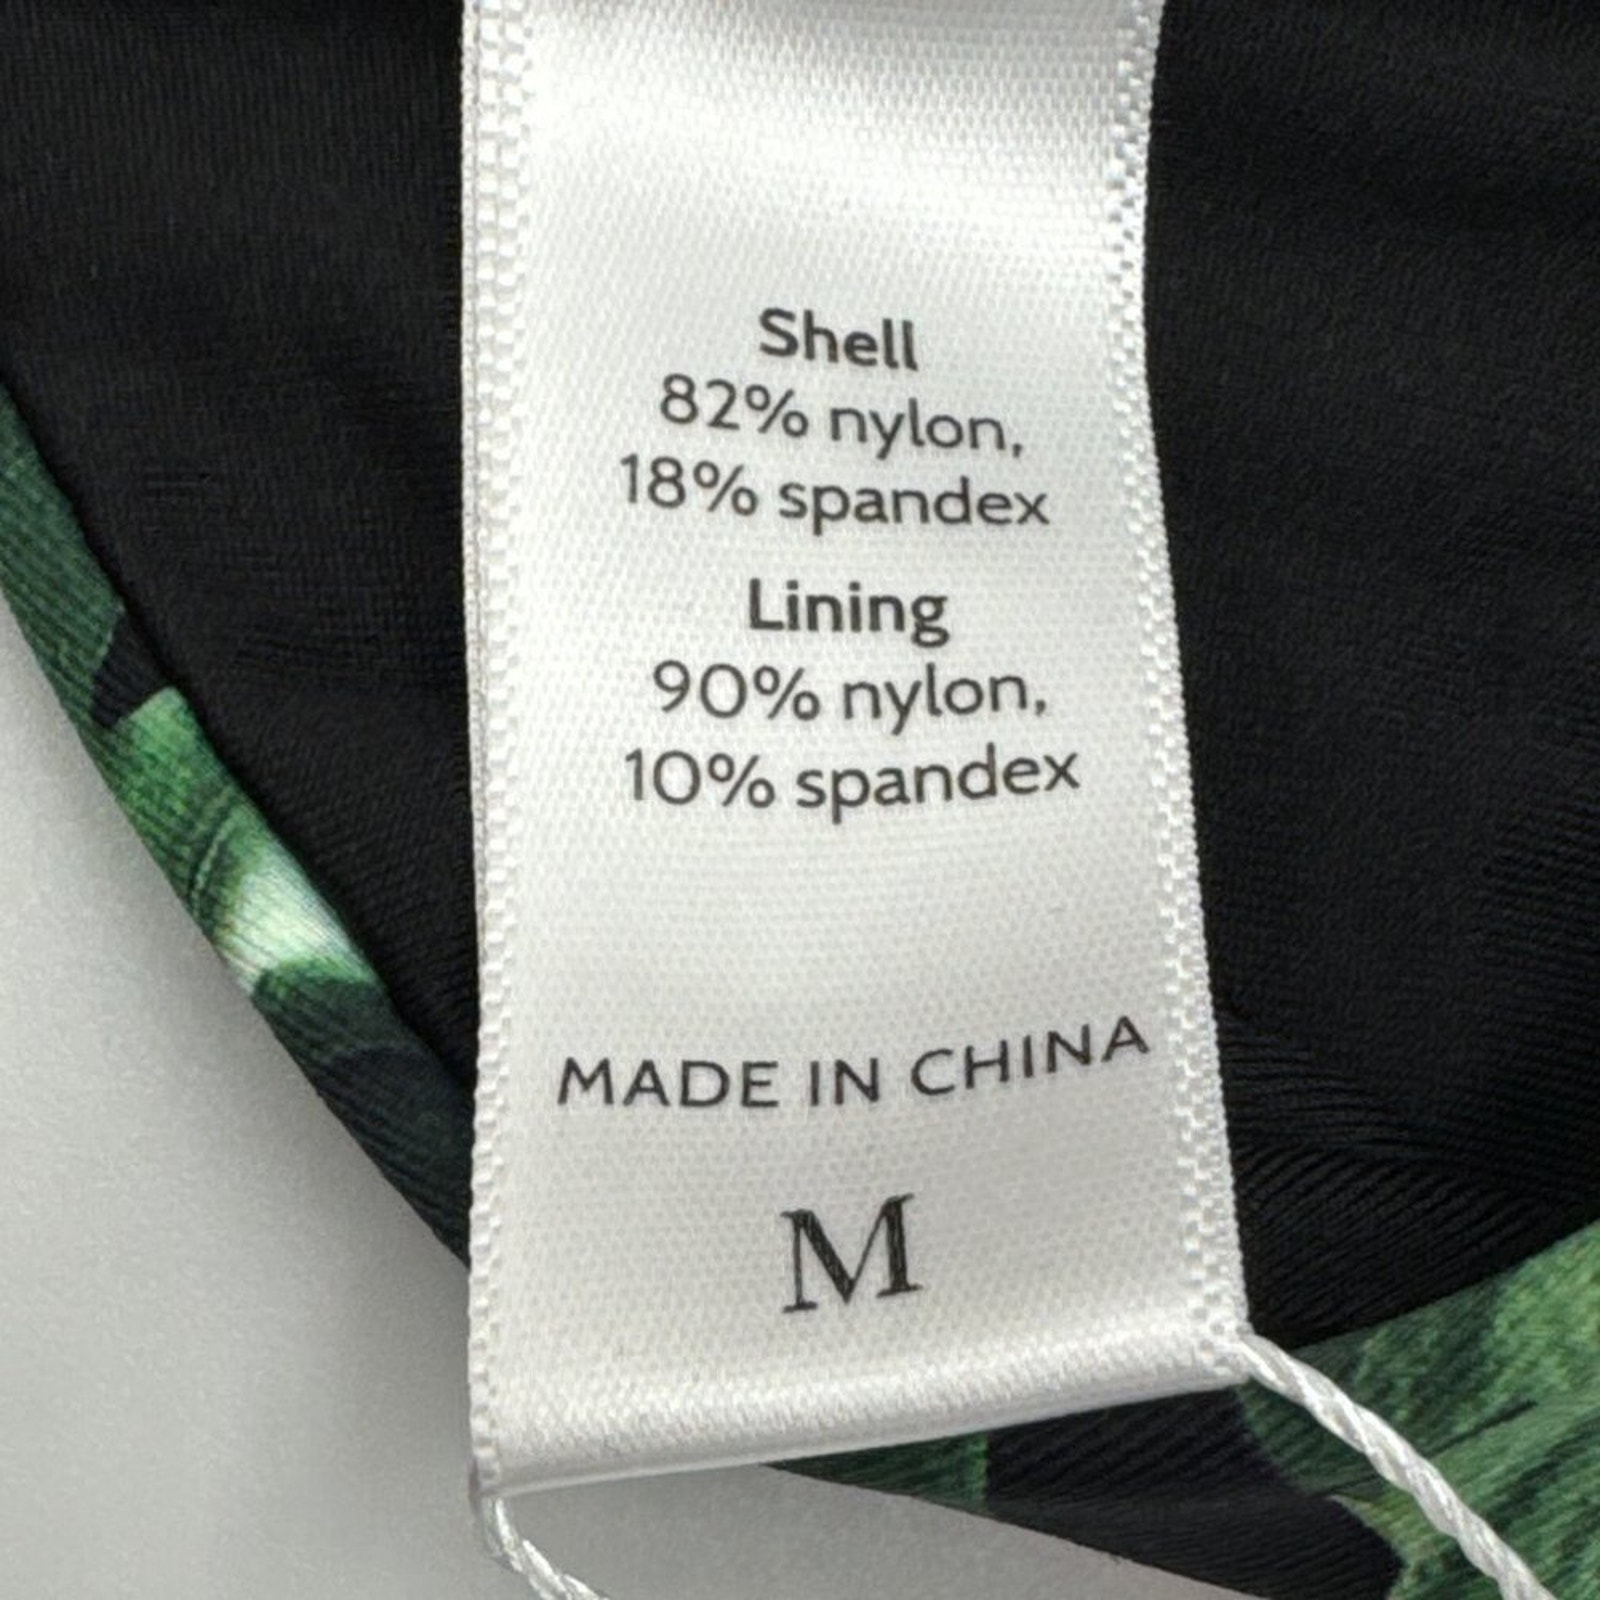 Shell
82% nylon,
18% spandex
Lining
90% nylon,
10% spandex
MADE IN CHINA
M